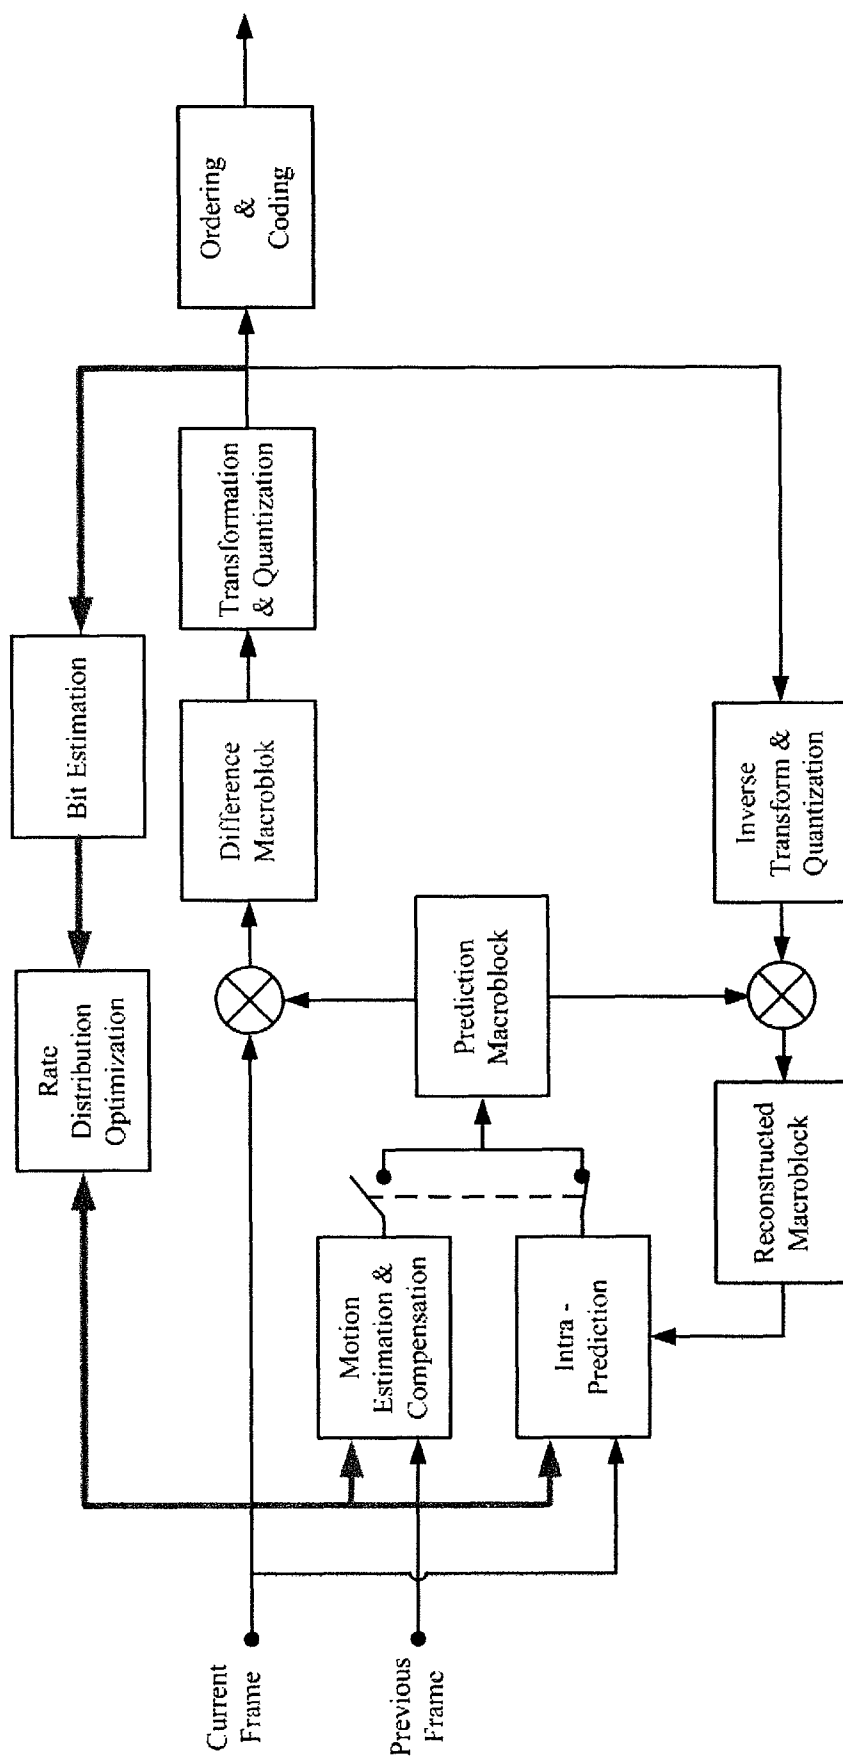 Current
Frame
Previous
Frame
Rate
Distribution
Optimization
Bit Estimation
Motion
Estimation &
Compensation
Intra -
Prediction
Prediction
Macroblock
Difference
Macroblok
Transformation
& Quantization
Ordering
&
Coding
Reconstructed
Macroblock
Inverse
Transform &
Quantization